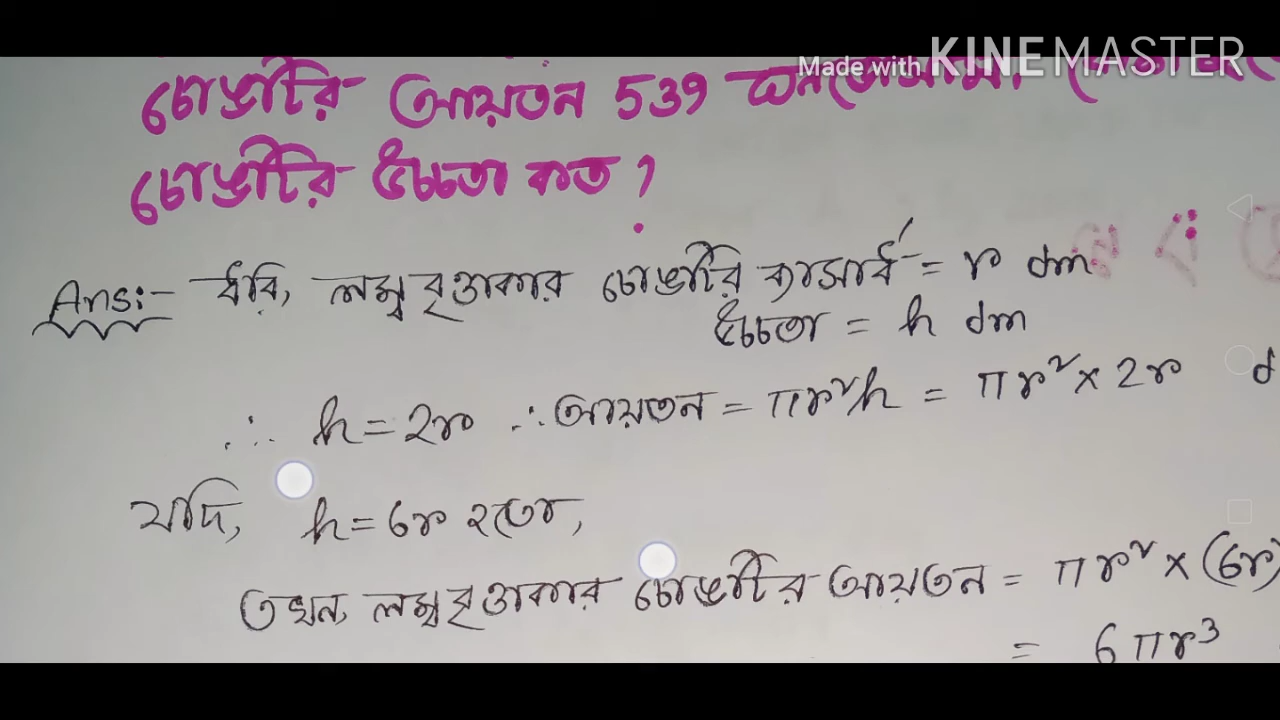 Made with KINEMASTER
চোঙটির আয়তন 539 ঘনডেসিমি.
চোঙটির উচ্চতা কত ?
Ans:- ধরি, লম্ব বৃত্তাকার চোঙটির ব্যাসার্ধ = r dm
উচ্চতা = h dm
∴ h = 2r ∴ আয়তন = πr²h = πr² × 2r d
যদি, h = 6r হতো,
তখন, লম্ব বৃত্তাকার চোঙটির আয়তন = πr² × (6r)
= 6πr³